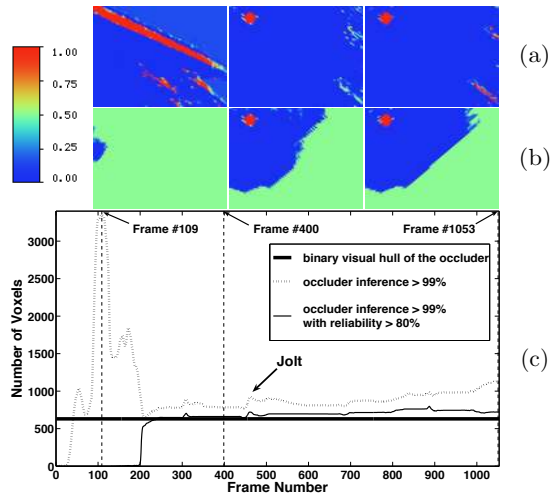 1.00
0.75
0.50
0.25
0.00
(a)
(b)
Frame #109
Frame #400
Frame #1053
binary visual hull of the occluder
occluder inference > 99%
occluder inference > 99%
with reliability > 80%
Jolt
(c)
Number of Voxels
3000
2500
2000
1500
1000
500
0
0
100
200
300
400
500
600
700
800
900
1000
Frame Number